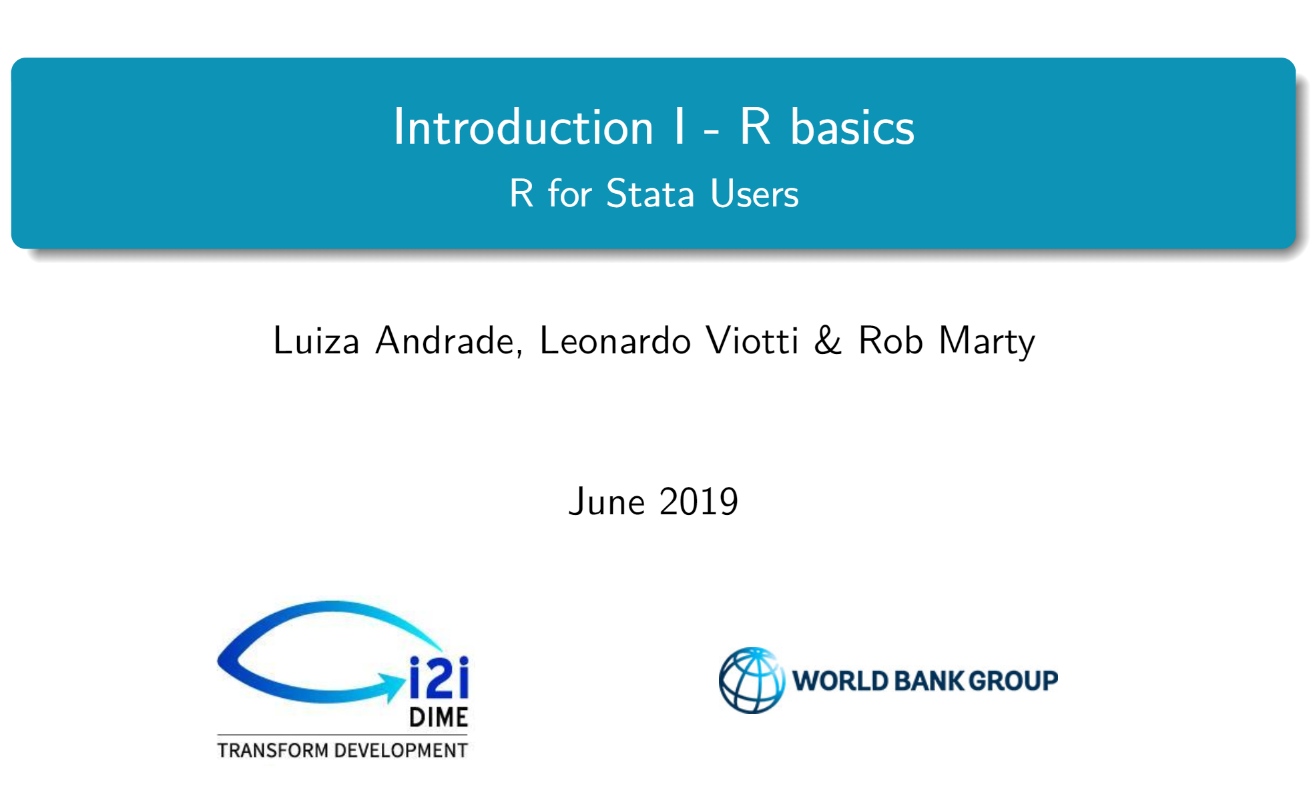 Introduction I - R basics
R for Stata Users
Luiza Andrade, Leonardo Viotti & Rob Marty
June 2019
i2i
DIME
TRANSFORM DEVELOPMENT
WORLD BANK GROUP